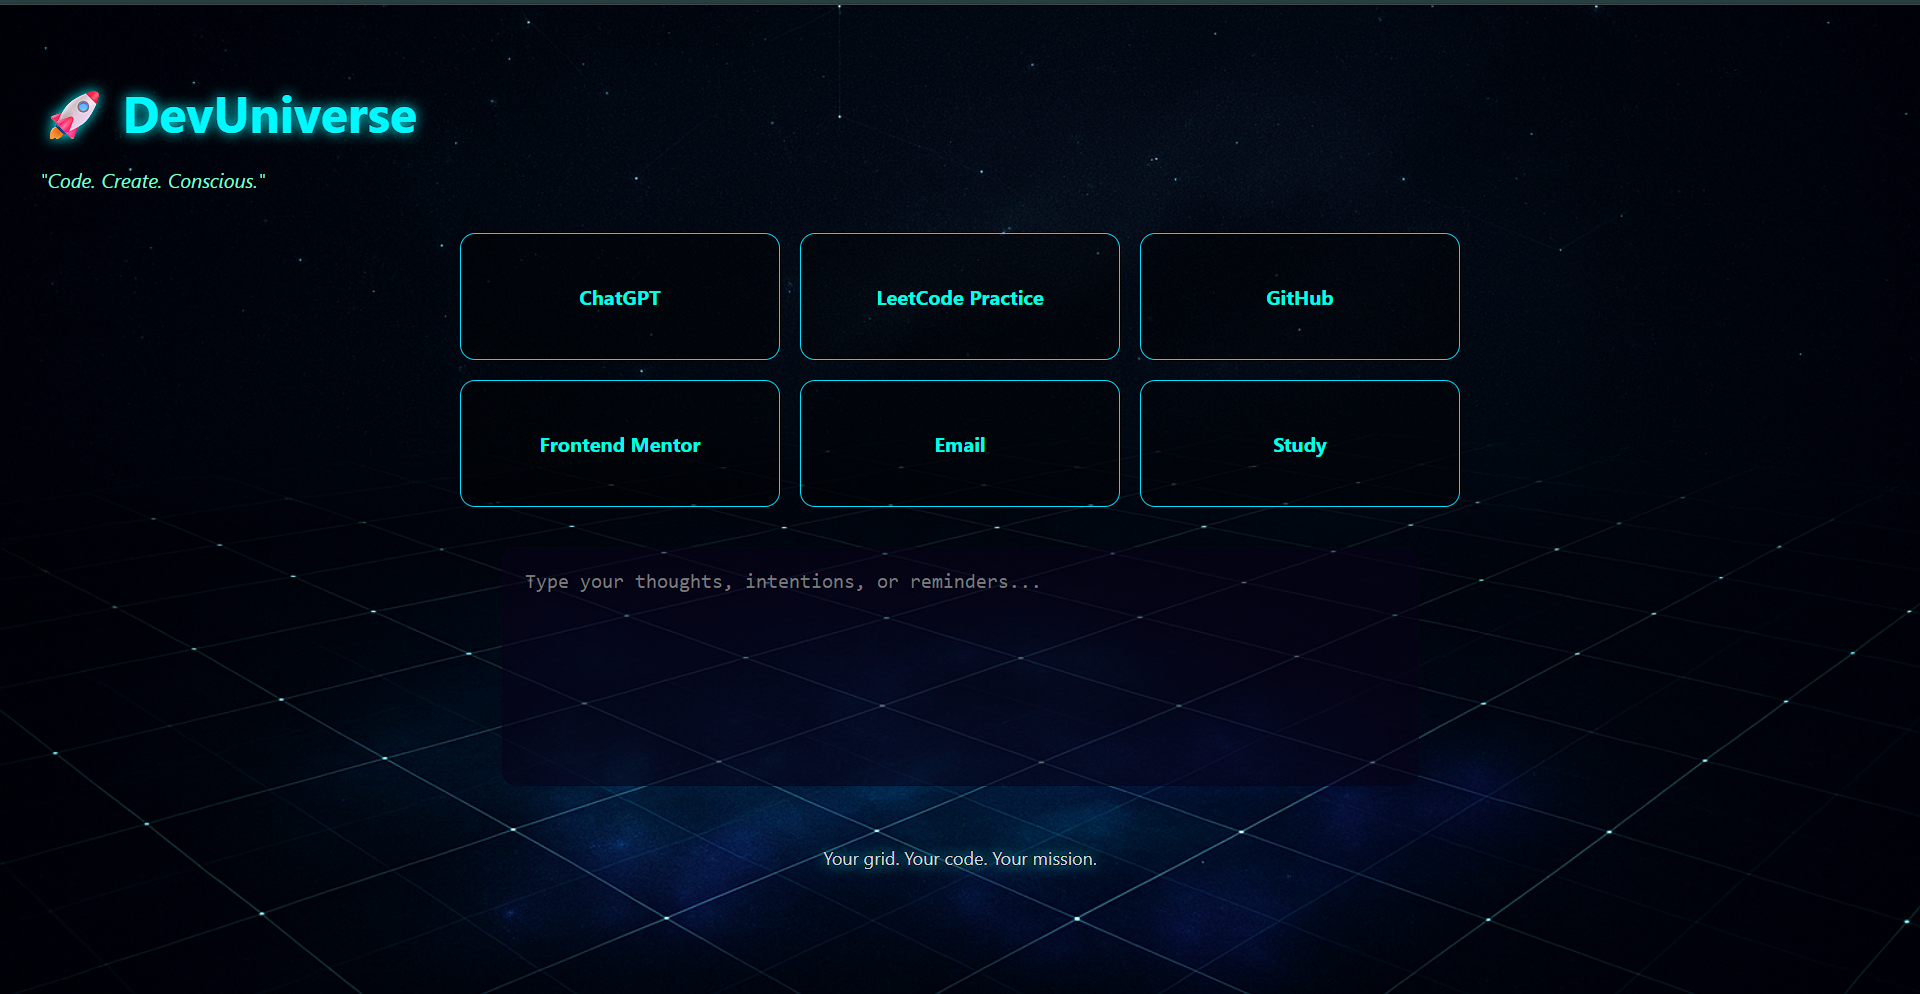 🚀 DevUniverse
"Code. Create. Conscious."
ChatGPT
LeetCode Practice
GitHub
Frontend Mentor
Email
Study
Type your thoughts, intentions, or reminders...
Your grid. Your code. Your mission.